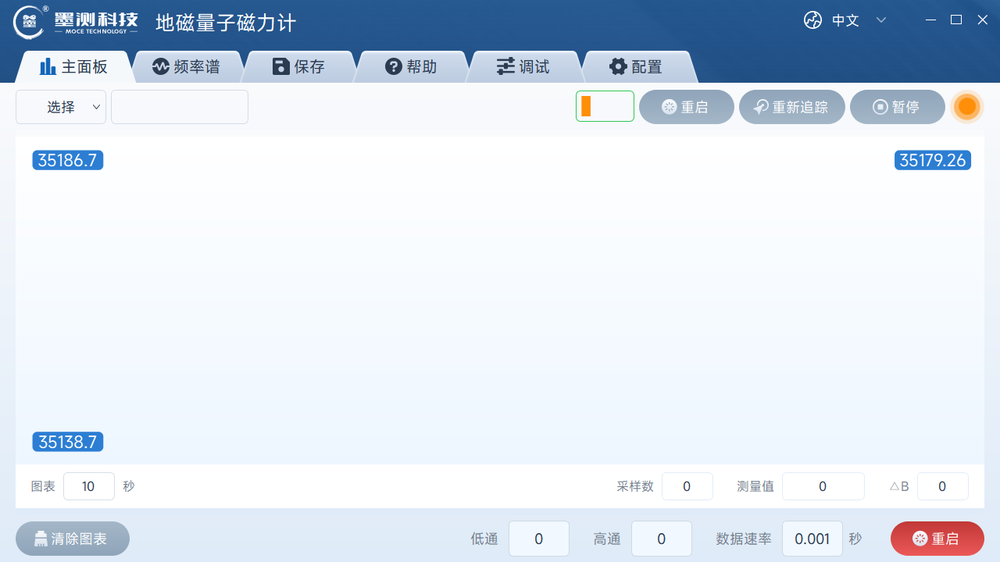 墨 ® 墨测科技 地磁量子磁力计 中文
MOCE TECHNOLOGY
主面板 频率谱 保存 帮助 调试 配置
选择 重启 重新追踪 暂停
35186.7 35179.26
35138.7
图表 10 秒 采样数 0 测量值 0 △B 0
清除图表 低通 0 高通 0 数据速率 0.001 秒 重启